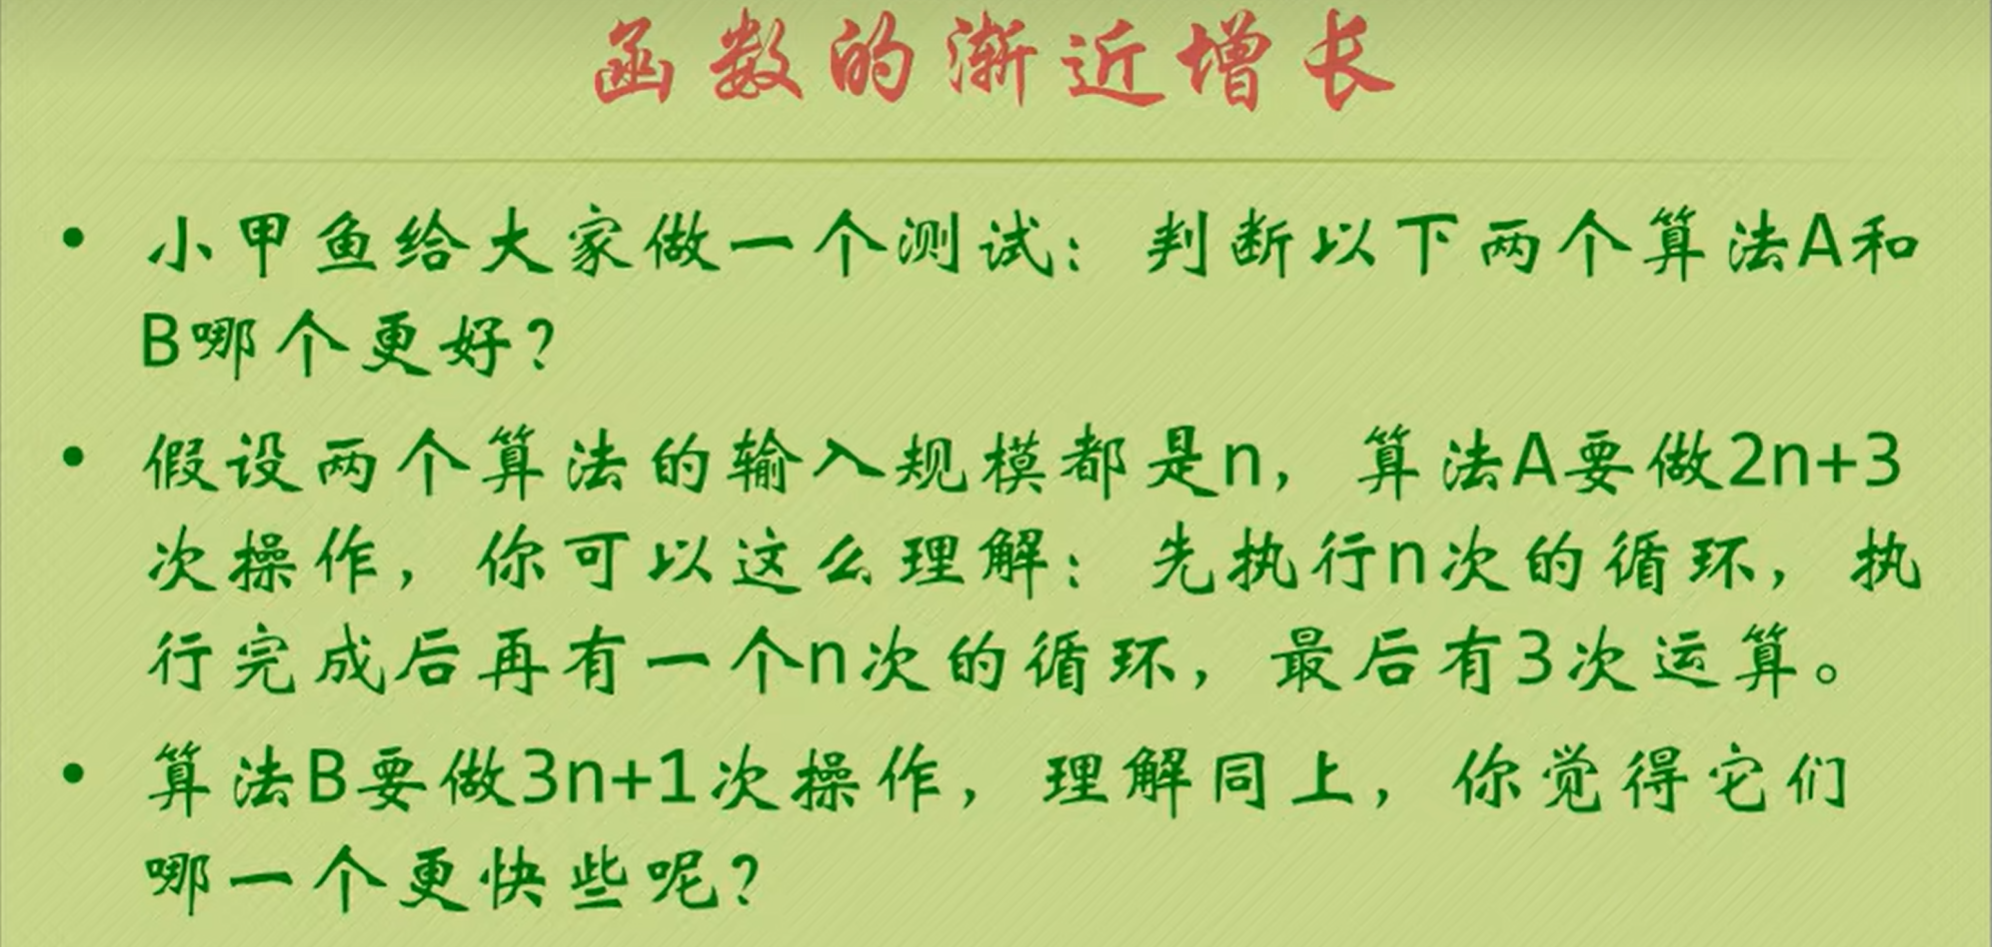 函数的渐近增长
• 小甲鱼给大家做一个测试：判断以下两个算法A和
B哪个更好？
• 假设两个算法的输入规模都是n，算法A要做2n+3
次操作，你可以这么理解：先执行n次的循环，执
行完成后再有一个n次的循环，最后有3次运算。
• 算法B要做3n+1次操作，理解同上，你觉得它们
哪一个更快些呢？